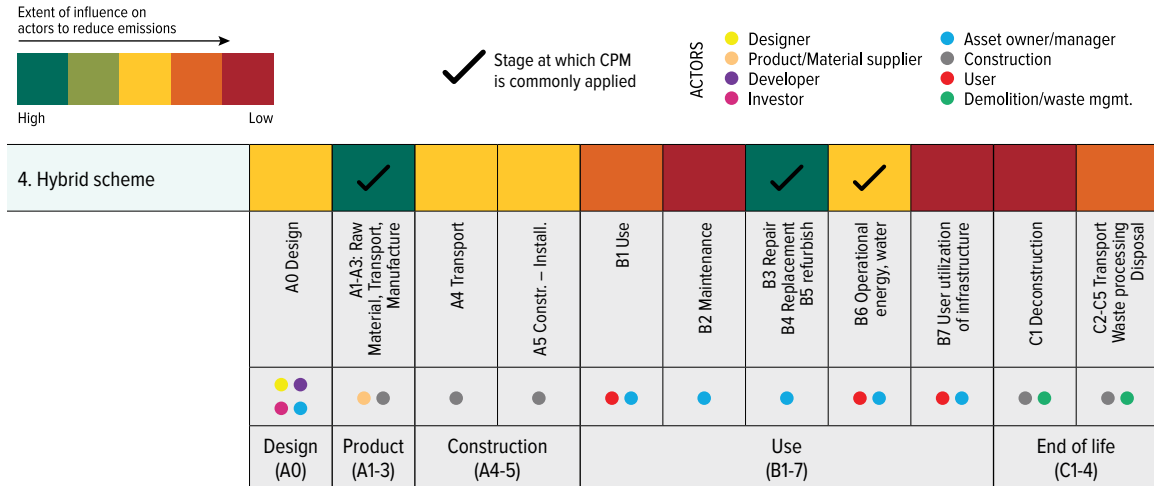 Extent of influence on
actors to reduce emissions
High
Low
Stage at which CPM
is commonly applied
ACTORS
Designer
Product/Material supplier
Developer
Investor
Asset owner/manager
Construction
User
Demolition/waste mgmt.
4. Hybrid scheme
A0 Design
A1-A3: Raw
Material, Transport,
Manufacture
A4 Transport
A5 Constr. – Install.
B1 Use
B2 Maintenance
B3 Repair
B4 Replacement
B5 refurbish
B6 Operational
energy, water
B7 User utilization
of infrastructure
C1 Deconstruction
C2-C5 Transport
Waste processing
Disposal
Design
(A0)
Product
(A1-3)
Construction
(A4-5)
Use
(B1-7)
End of life
(C1-4)